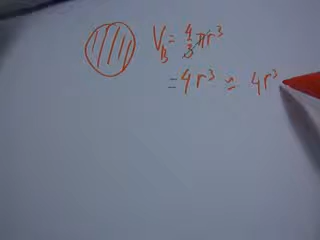 V_B = 4/3 πr³
= 4r³ ≃ 4r³